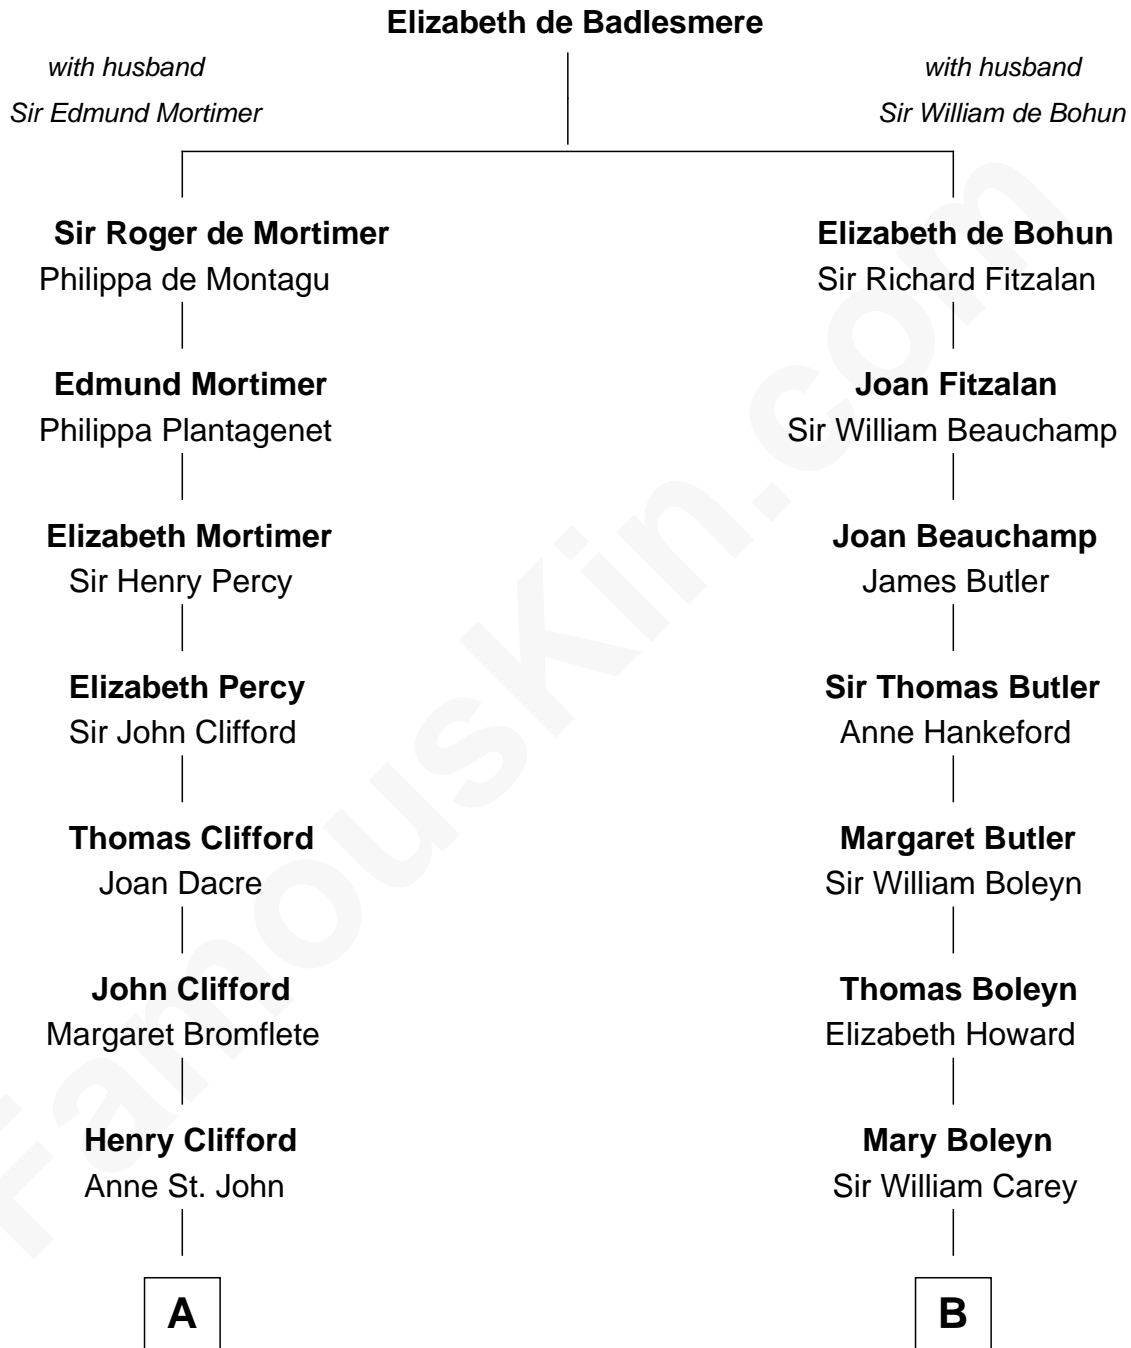 Elizabeth de Badlesmere
with husband
Sir Edmund Mortimer
with husband
Sir William de Bohun
Sir Roger de Mortimer
Philippa de Montagu
Elizabeth de Bohun
Sir Richard Fitzalan
Edmund Mortimer
Philippa Plantagenet
Joan Fitzalan
Sir William Beauchamp
Elizabeth Mortimer
Sir Henry Percy
Joan Beauchamp
James Butler
Elizabeth Percy
Sir John Clifford
Sir Thomas Butler
Anne Hankeford
Thomas Clifford
Joan Dacre
Margaret Butler
Sir William Boleyn
John Clifford
Margaret Bromflete
Thomas Boleyn
Elizabeth Howard
Henry Clifford
Anne St. John
Mary Boleyn
Sir William Carey
A
B
FamousKin.com